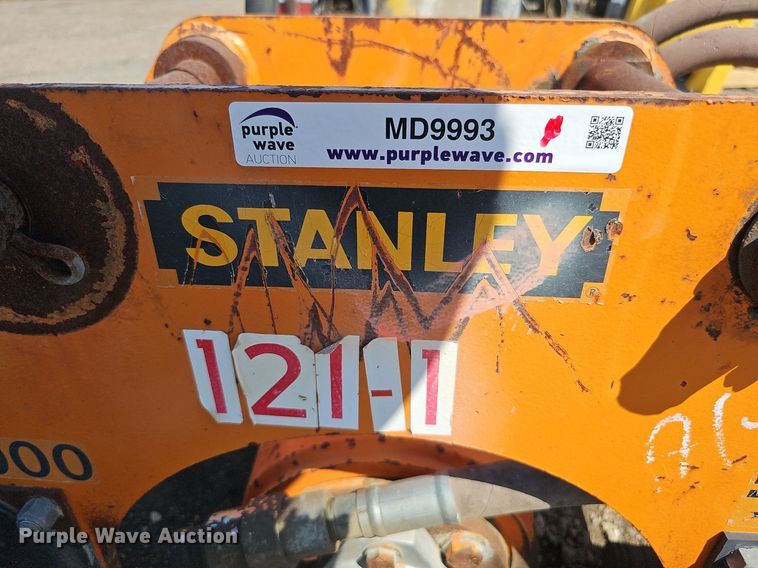 purple
wave
AUCTION
MD9993
www.purplewave.com
STANLEY
®
121-1
000
Purple Wave Auction